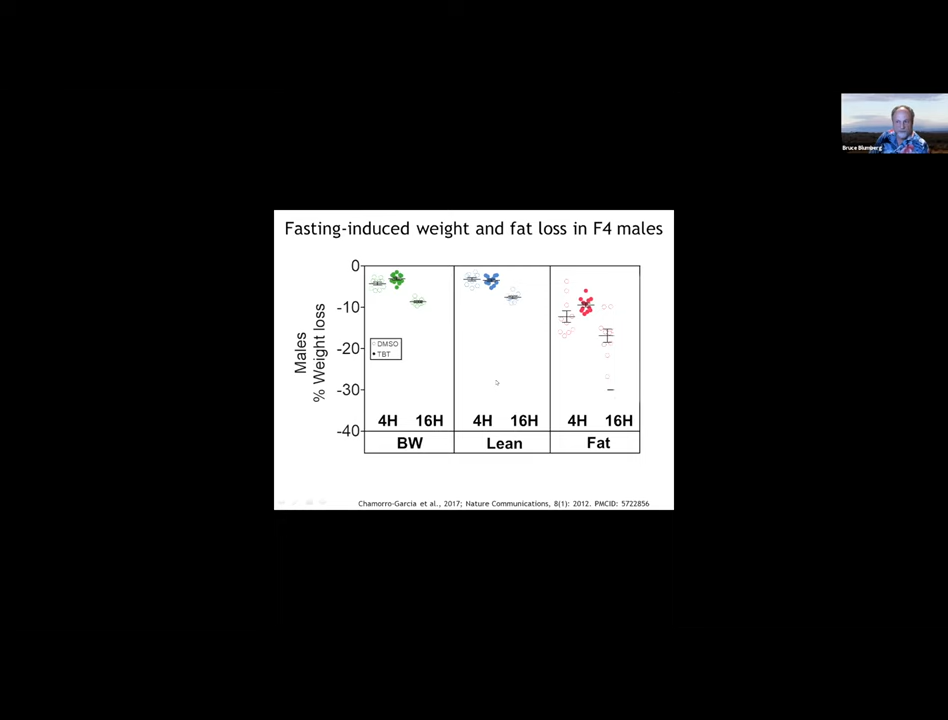 Bruce Blumberg
Fasting-induced weight and fat loss in F4 males
Males
% Weight loss
0
-10
-20
-30
-40
DMSO
TBT
4H 16H 4H 16H 4H 16H
BW Lean Fat
Chamorro-Garcia et al., 2017; Nature Communications, 8(1): 2012. PMCID: 5722856